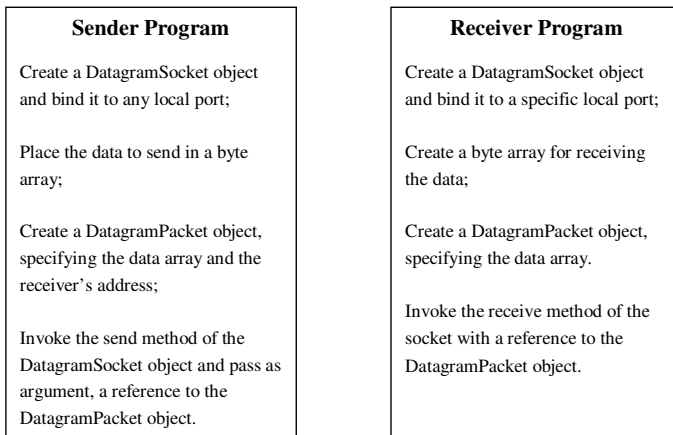 Sender Program
Create a DatagramSocket object
and bind it to any local port;
Place the data to send in a byte
array;
Create a DatagramPacket object,
specifying the data array and the
receiver's address;
Invoke the send method of the
DatagramSocket object and pass as
argument, a reference to the
DatagramPacket object.
Receiver Program
Create a DatagramSocket object
and bind it to a specific local port;
Create a byte array for receiving
the data;
Create a DatagramPacket object,
specifying the data array.
Invoke the receive method of the
socket with a reference to the
DatagramPacket object.